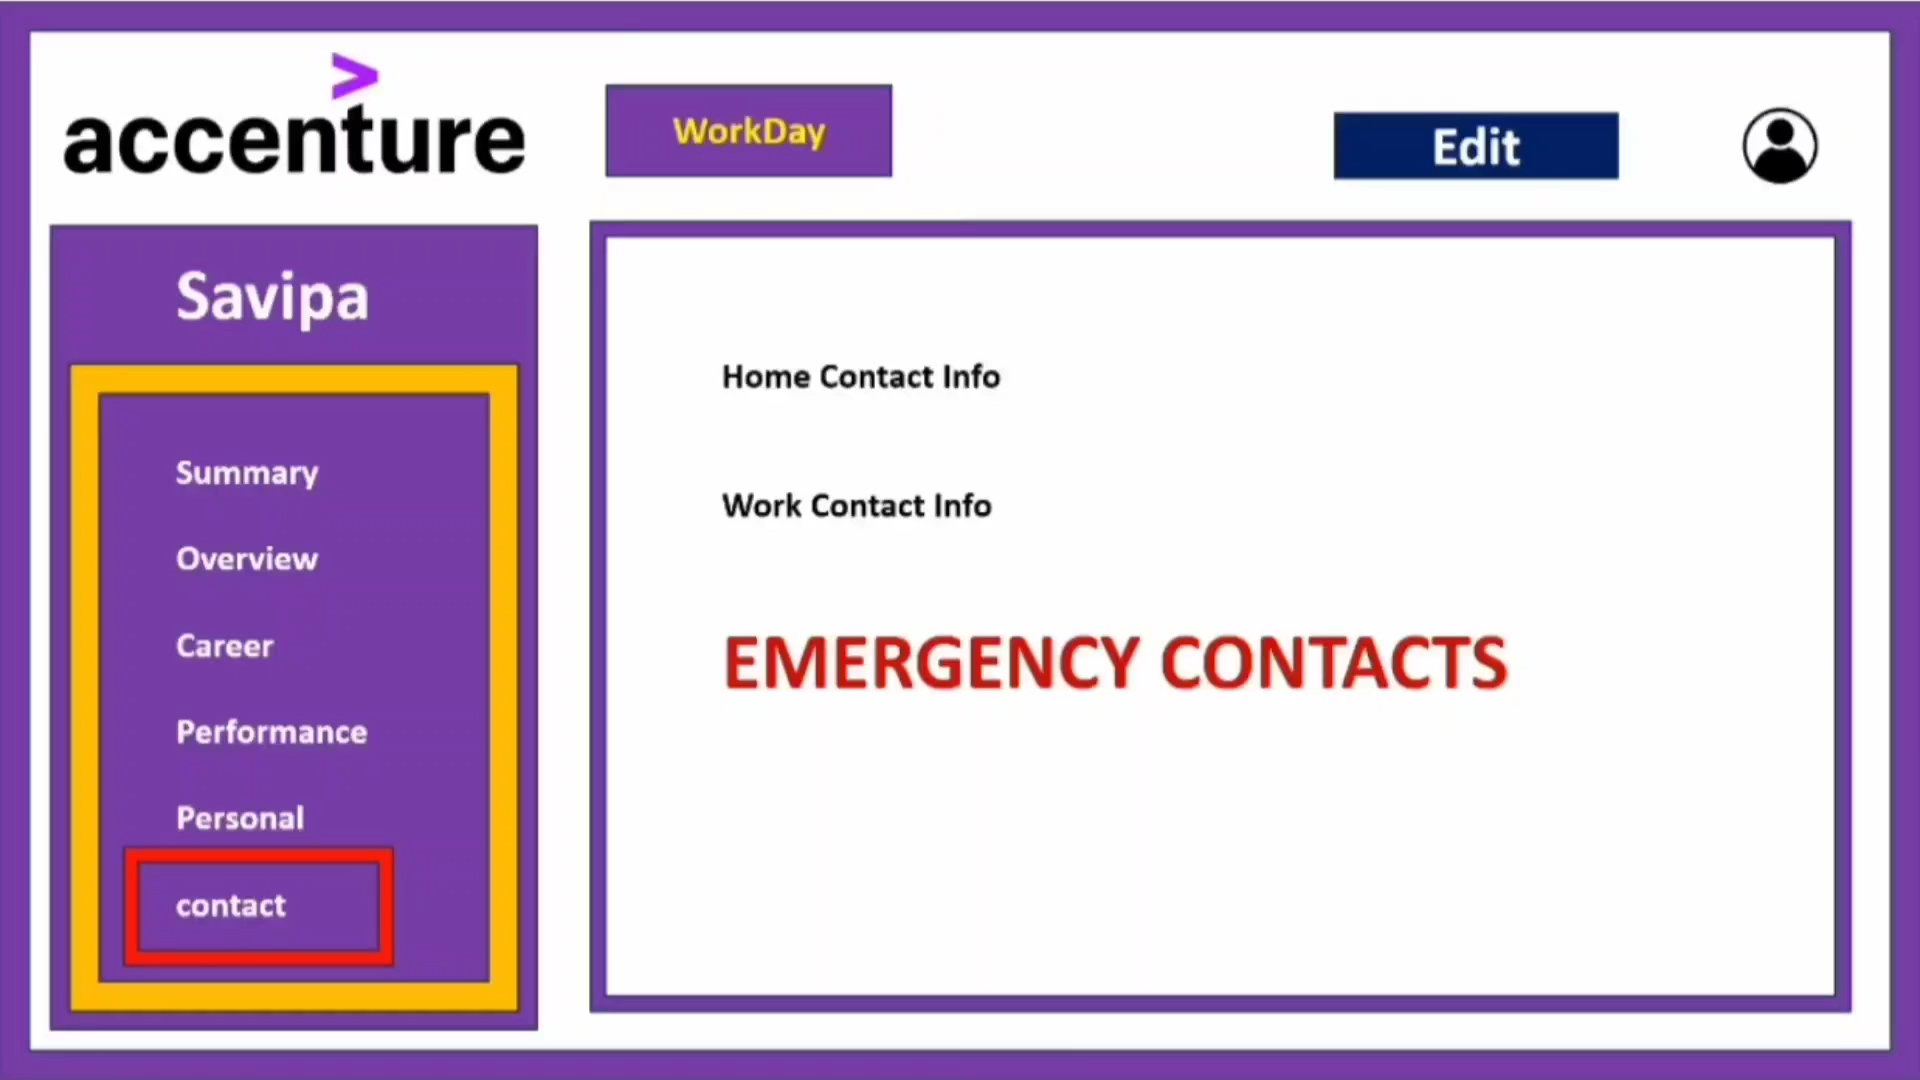 >
accenture
WorkDay
Edit
Savipa
Summary
Overview
Career
Performance
Personal
contact
Home Contact Info
Work Contact Info
EMERGENCY CONTACTS